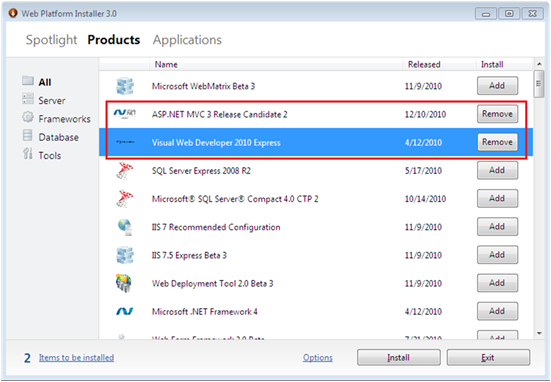 Web Platform Installer 3.0
Spotlight Products Applications
Name Released Install
All
Server
Frameworks
Database
Tools
Microsoft WebMatrix Beta 3 11/9/2010 Add
ASP.NET MVC 3 Release Candidate 2 12/10/2010 Remove
Visual Web Developer 2010 Express 4/12/2010 Remove
SQL Server Express 2008 R2 5/17/2010 Add
Microsoft® SQL Server® Compact 4.0 CTP 2 10/14/2010 Add
IIS 7 Recommended Configuration 11/9/2010 Add
IIS 7.5 Express Beta 3 11/9/2010 Add
Web Deployment Tool 2.0 Beta 3 11/9/2010 Add
Microsoft .NET Framework 4 4/12/2010 Add
2 Items to be installed Options Install Exit